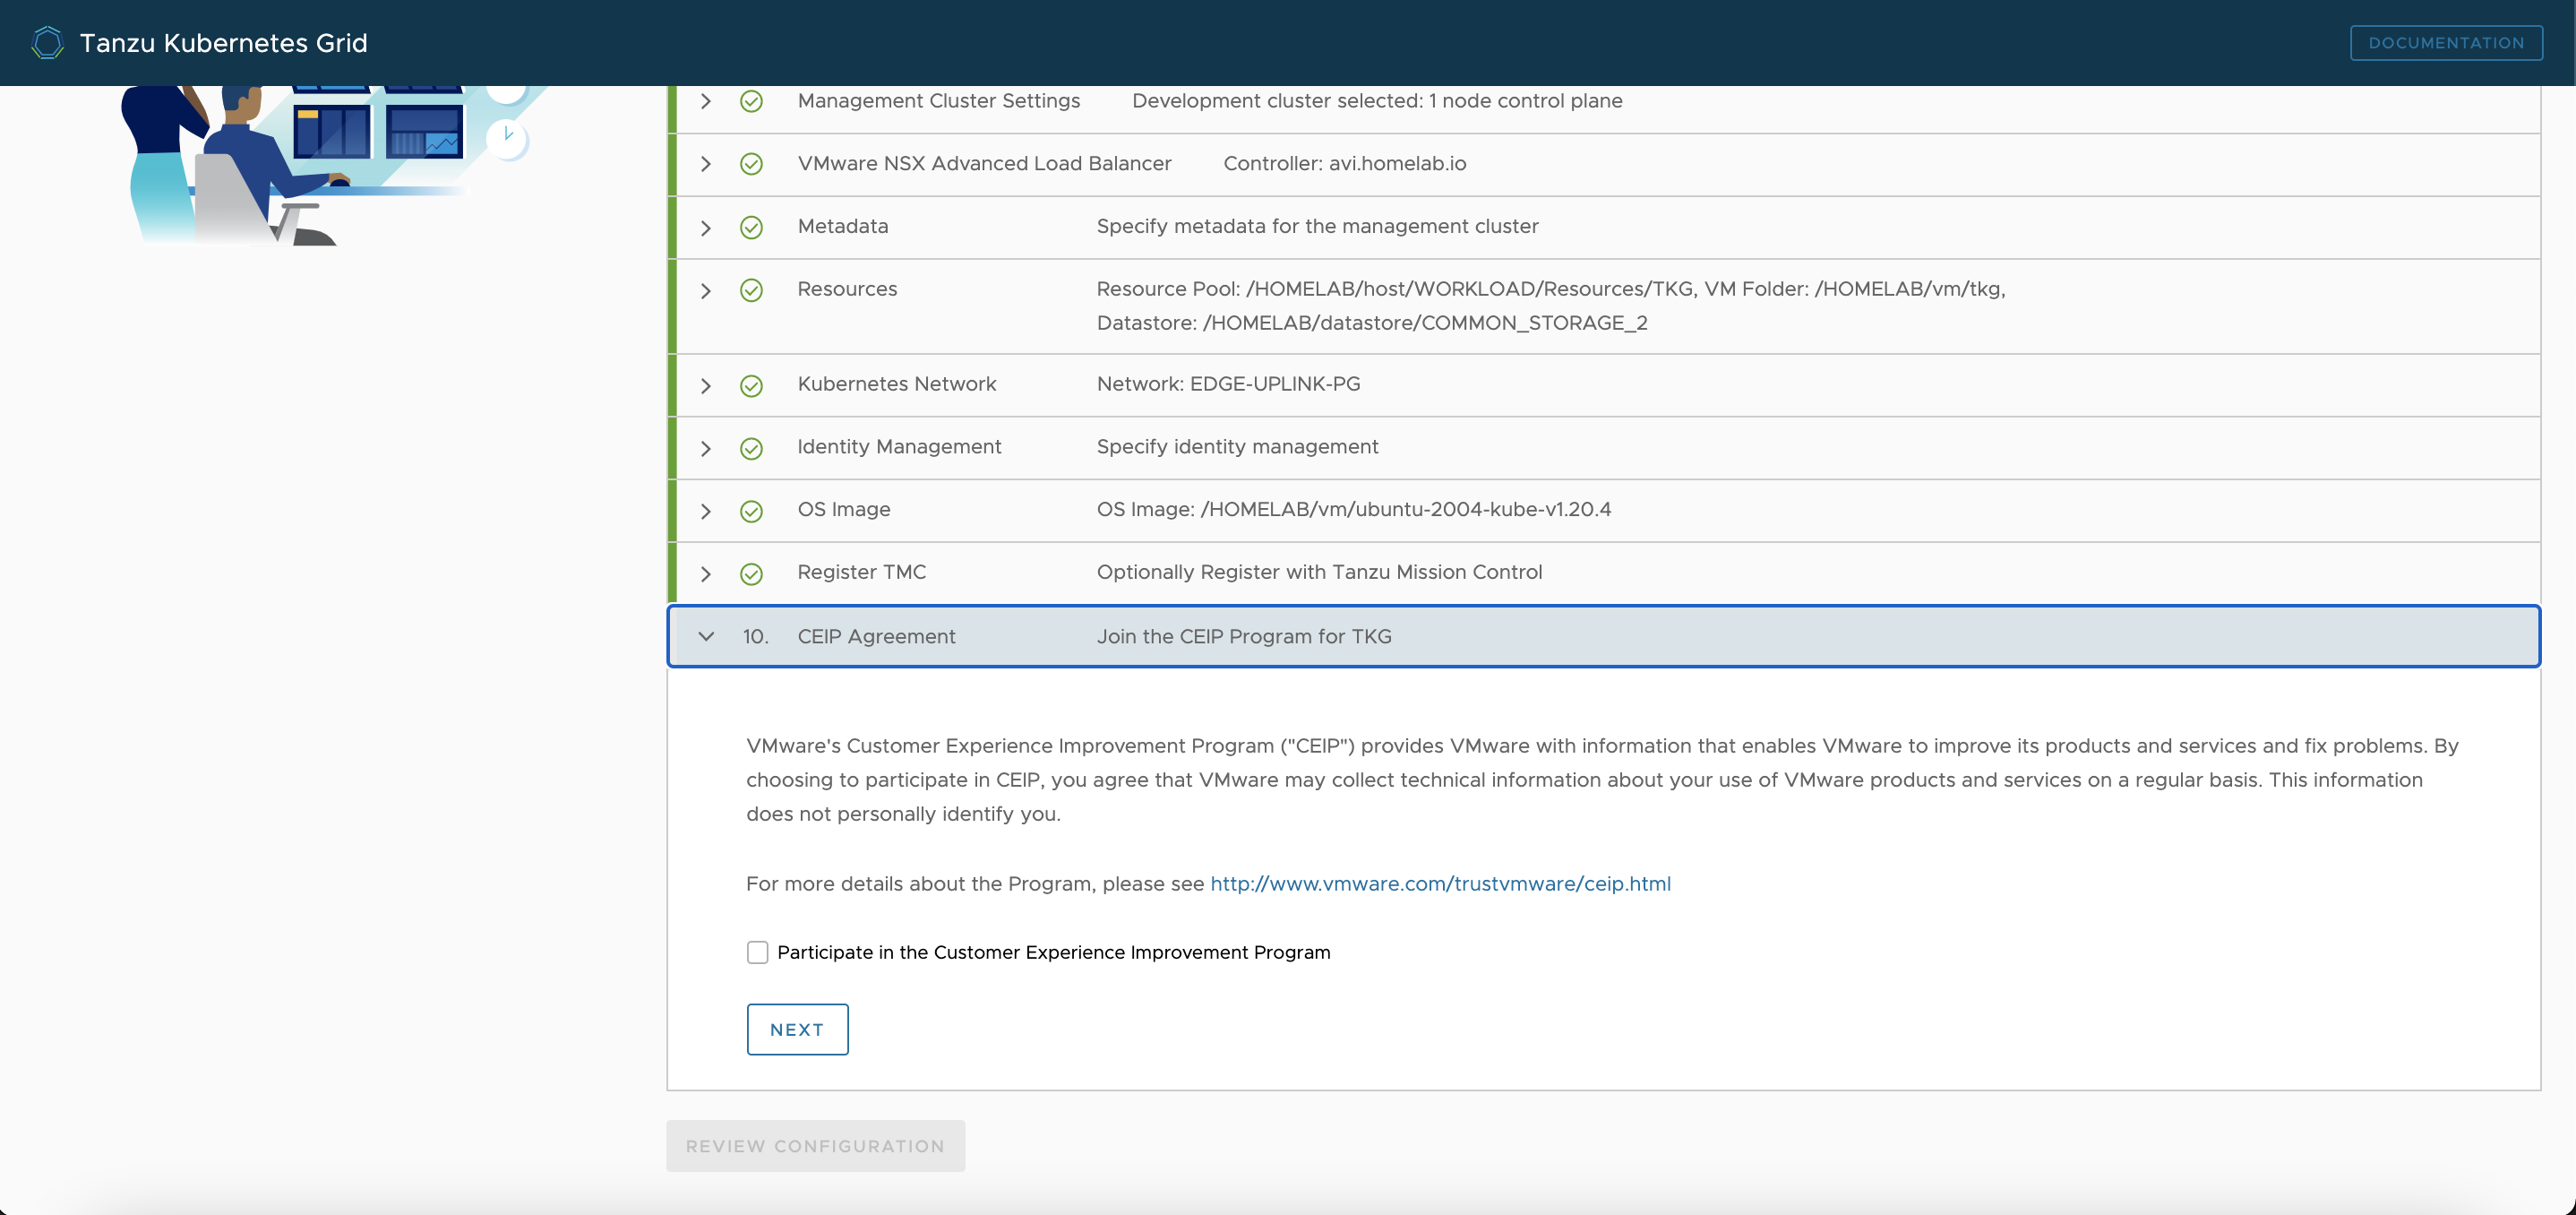 Tanzu Kubernetes Grid
DOCUMENTATION
Management Cluster Settings Development cluster selected: 1 node control plane
VMware NSX Advanced Load Balancer Controller: avi.homelab.io
Metadata Specify metadata for the management cluster
Resources Resource Pool: /HOMELAB/host/WORKLOAD/Resources/TKG, VM Folder: /HOMELAB/vm/tkg,
Datastore: /HOMELAB/datastore/COMMON_STORAGE_2
Kubernetes Network Network: EDGE-UPLINK-PG
Identity Management Specify identity management
OS Image OS Image: /HOMELAB/vm/ubuntu-2004-kube-v1.20.4
Register TMC Optionally Register with Tanzu Mission Control
10. CEIP Agreement Join the CEIP Program for TKG
VMware's Customer Experience Improvement Program ("CEIP") provides VMware with information that enables VMware to improve its products and services and fix problems. By
choosing to participate in CEIP, you agree that VMware may collect technical information about your use of VMware products and services on a regular basis. This information
does not personally identify you.
For more details about the Program, please see http://www.vmware.com/trustvmware/ceip.html
Participate in the Customer Experience Improvement Program
NEXT
REVIEW CONFIGURATION